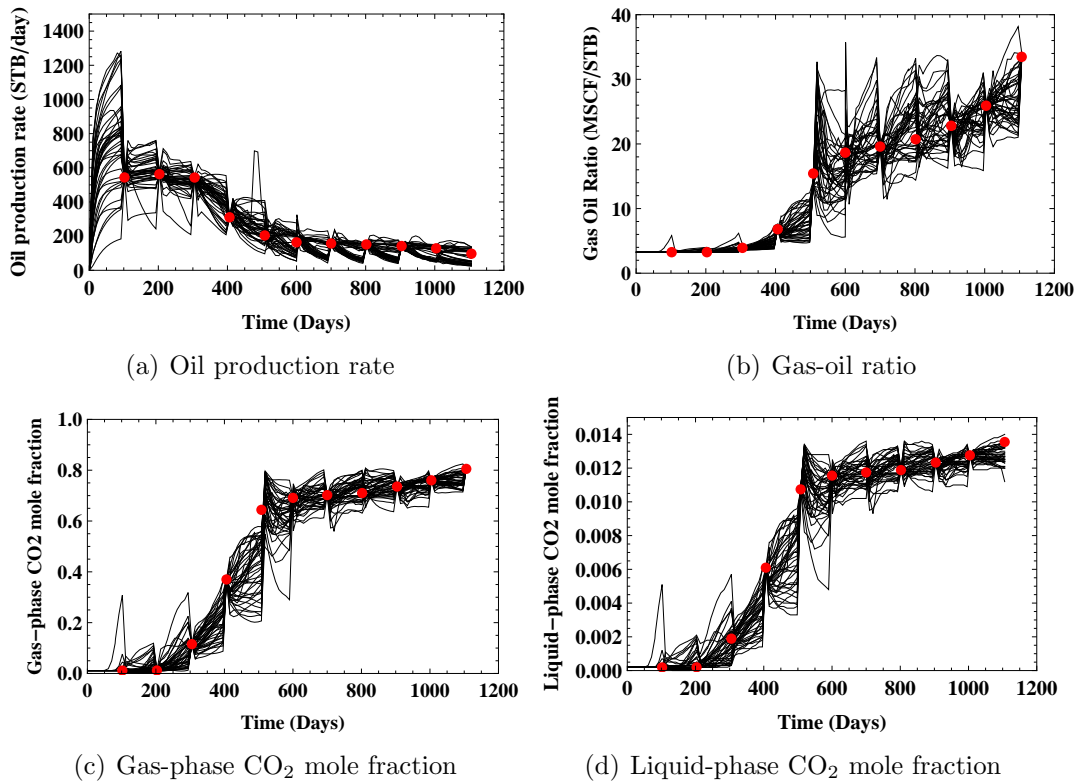 Oil production rate (STB/day)
1400
1200
1000
800
600
400
200
0
0 200 400 600 800 1000 1200
Time (Days)
(a) Oil production rate
Gas Oil Ratio (MSCF/STB)
40
30
20
10
0
0 200 400 600 800 1000 1200
Time (Days)
(b) Gas-oil ratio
Gas-phase CO2 mole fraction
1.0
0.8
0.6
0.4
0.2
0.0
0 200 400 600 800 1000 1200
Time (Days)
(c) Gas-phase CO₂ mole fraction
Liquid-phase CO2 mole fraction
0.014
0.012
0.010
0.008
0.006
0.004
0.002
0.000
0 200 400 600 800 1000 1200
Time (Days)
(d) Liquid-phase CO₂ mole fraction